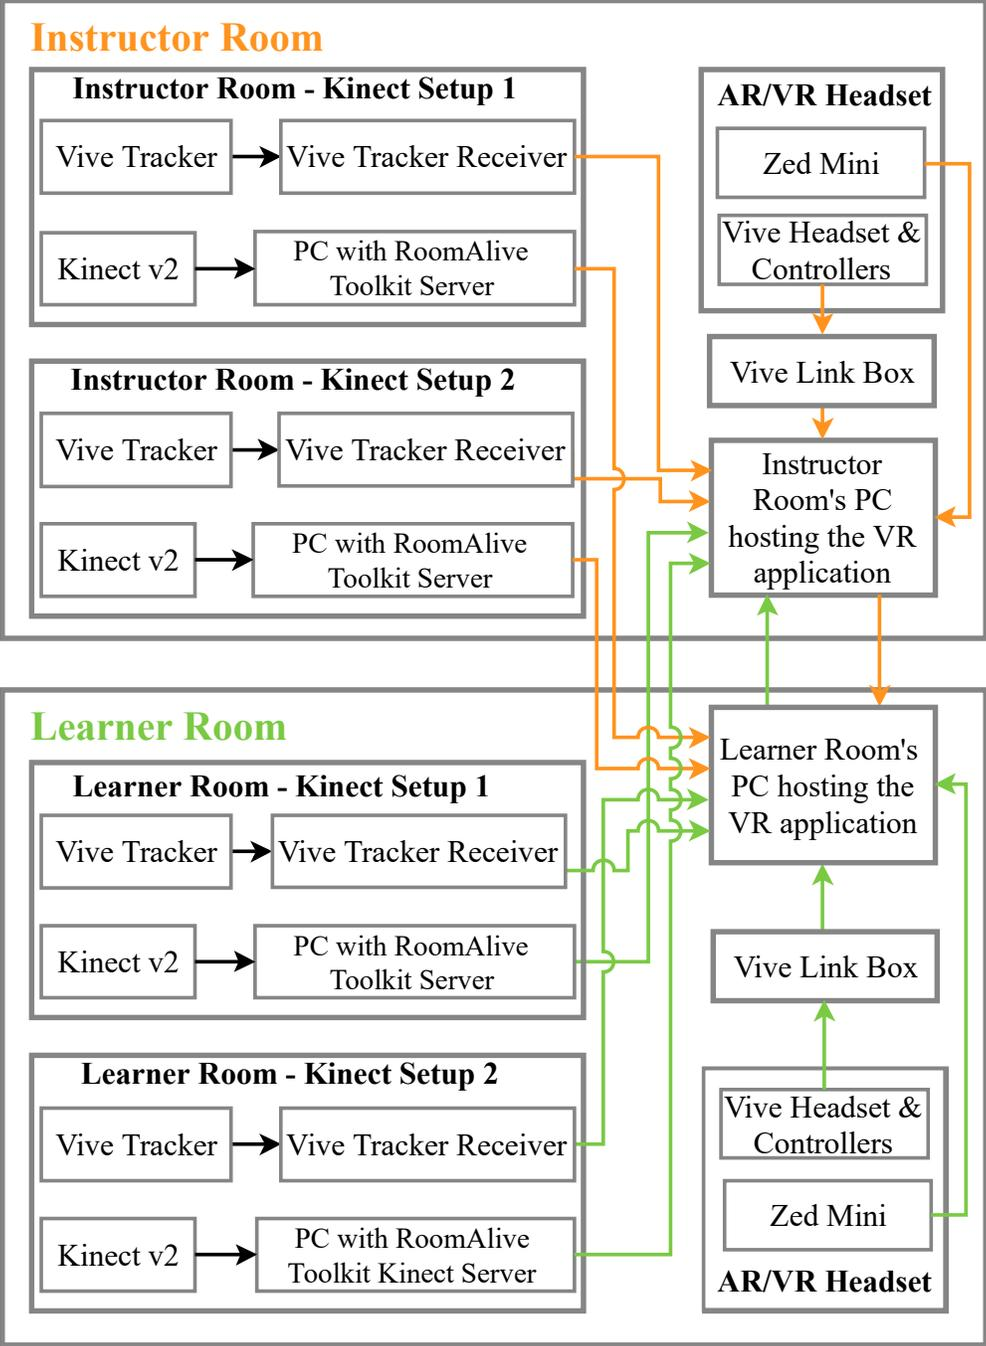 Instructor Room
Instructor Room - Kinect Setup 1
Vive Tracker
Vive Tracker Receiver
Kinect v2
PC with RoomAlive
Toolkit Server
Instructor Room - Kinect Setup 2
Vive Tracker
Vive Tracker Receiver
Kinect v2
PC with RoomAlive
Toolkit Server
AR/VR Headset
Zed Mini
Vive Headset &
Controllers
Vive Link Box
Instructor
Room's PC
hosting the VR
application
Learner Room
Learner Room - Kinect Setup 1
Vive Tracker
Vive Tracker Receiver
Kinect v2
PC with RoomAlive
Toolkit Server
Learner Room - Kinect Setup 2
Vive Tracker
Vive Tracker Receiver
Kinect v2
PC with RoomAlive
Toolkit Kinect Server
Learner Room's
PC hosting the
VR application
Vive Link Box
Vive Headset &
Controllers
Zed Mini
AR/VR Headset